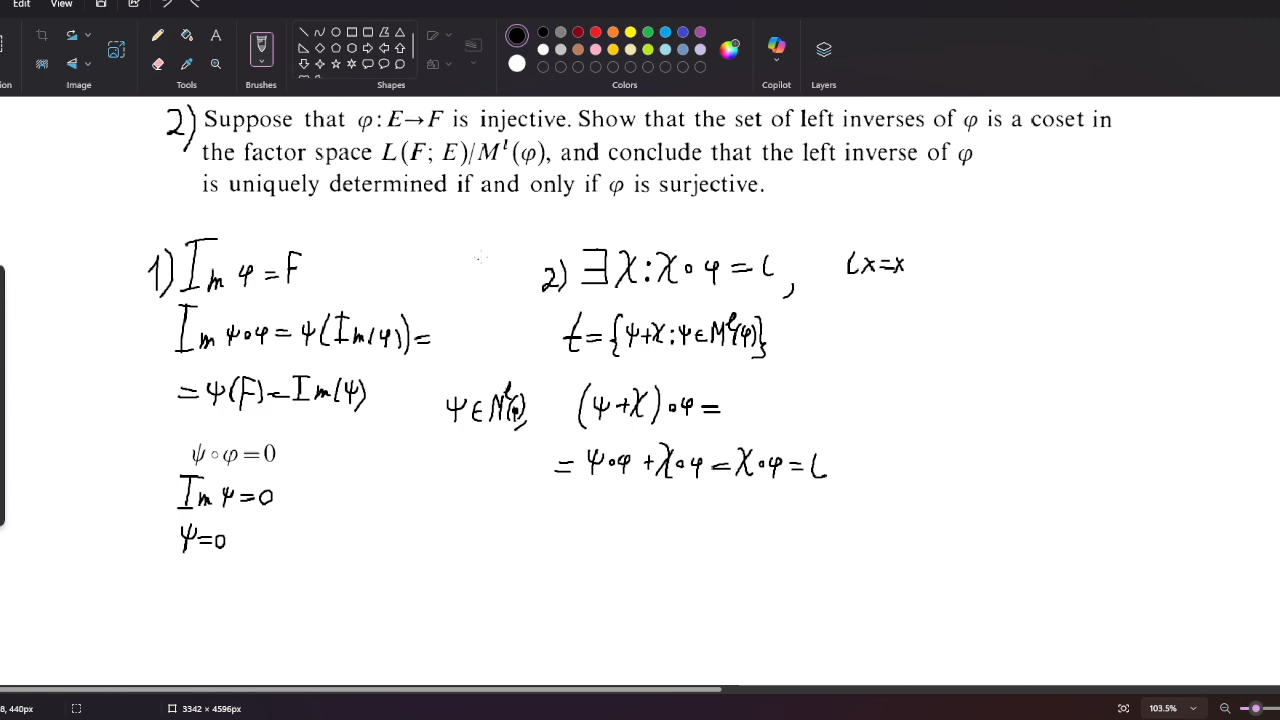 Edit View
Image Tools Brushes Shapes Colors Copilot Layers
2) Suppose that φ: E→F is injective. Show that the set of left inverses of φ is a coset in
the factor space L(F; E)/M^l(φ), and conclude that the left inverse of φ
is uniquely determined if and only if φ is surjective.
1) Im φ = F
Im ψ∘φ = ψ(Im(φ)) =
= ψ(F) = Im(ψ)
ψ∘φ=0
Im ψ = 0
ψ=0
2) ∃ χ : χ∘φ = ι, ιx=x
t = {ψ+χ : ψ∈M^l(φ)}
ψ∈M^l(φ), (ψ+χ)∘φ =
= ψ∘φ + χ∘φ = χ∘φ = ι
8, 440px 3342 × 4596px 103.5%